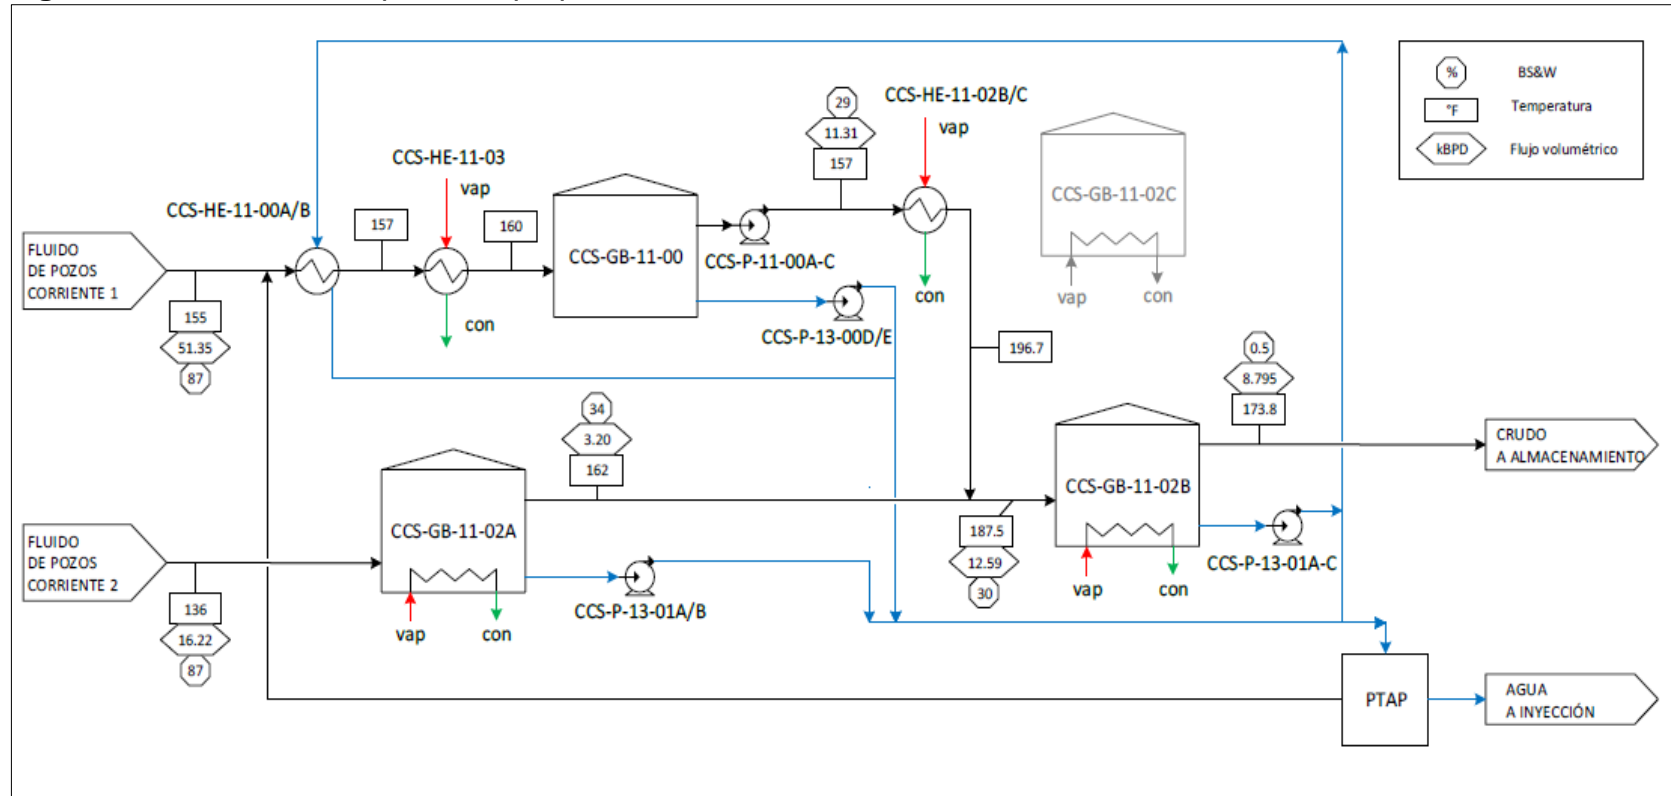 CCS-HE-11-02B/C
vap
%
BS&W
°F
Temperatura
kBPD
Flujo volumétrico
29
11.31
157
CCS-HE-11-03
vap
CCS-HE-11-00A/B
157
160
CCS-GB-11-02C
vap
con
FLUIDO
DE POZOS
CORRIENTE 1
CCS-GB-11-00
CCS-P-11-00A-C
con
155
51.35
87
con
CCS-P-13-00D/E
196.7
0.5
8.795
173.8
34
3.20
162
CRUDO
A ALMACENAMIENTO
CCS-GB-11-02A
CCS-GB-11-02B
FLUIDO
DE POZOS
CORRIENTE 2
187.5
12.59
30
CCS-P-13-01A-C
vap
con
136
16.22
87
vap
con
CCS-P-13-01A/B
PTAP
AGUA
A INYECCIÓN